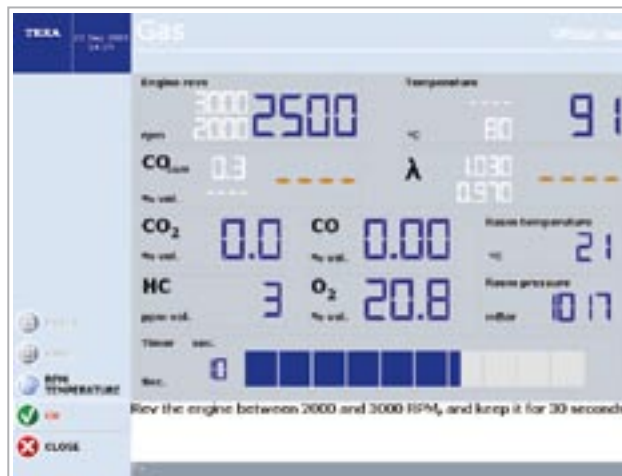 TEXA
Gas
Engine revs
Temperature
3000
2000
2500
rpm
----
80
91
°C
COcorr
0.3
----
----
% vol.
λ
1.030
0.970
----
CO2
0.0
% vol.
CO
0.00
% vol.
Room temperature
21
°C
HC
3
ppm vol.
O2
20.8
% vol.
Room pressure
1017
mBar
Timer sec.
Sec.
10
RPM
TEMPERATURE
OK
CLOSE
Rev the engine between 2000 and 3000 RPM, and keep it for 30 seconds